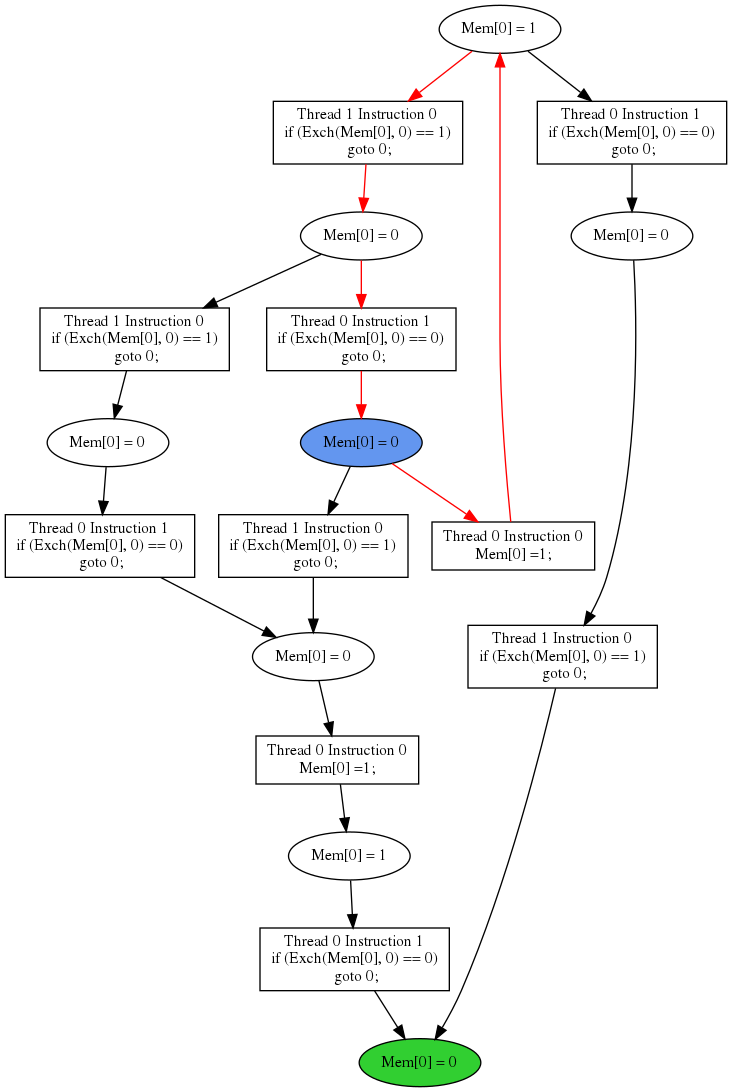 Mem[0] = 1
Thread 1 Instruction 0
if (Exch(Mem[0], 0) == 1)
goto 0;
Thread 0 Instruction 1
if (Exch(Mem[0], 0) == 0)
goto 0;
Mem[0] = 0
Mem[0] = 0
Thread 1 Instruction 0
if (Exch(Mem[0], 0) == 1)
goto 0;
Thread 0 Instruction 1
if (Exch(Mem[0], 0) == 0)
goto 0;
Mem[0] = 0
Mem[0] = 0
Thread 0 Instruction 1
if (Exch(Mem[0], 0) == 0)
goto 0;
Thread 1 Instruction 0
if (Exch(Mem[0], 0) == 1)
goto 0;
Thread 0 Instruction 0
Mem[0] =1;
Mem[0] = 0
Thread 1 Instruction 0
if (Exch(Mem[0], 0) == 1)
goto 0;
Thread 0 Instruction 0
Mem[0] =1;
Mem[0] = 1
Thread 0 Instruction 1
if (Exch(Mem[0], 0) == 0)
goto 0;
Mem[0] = 0